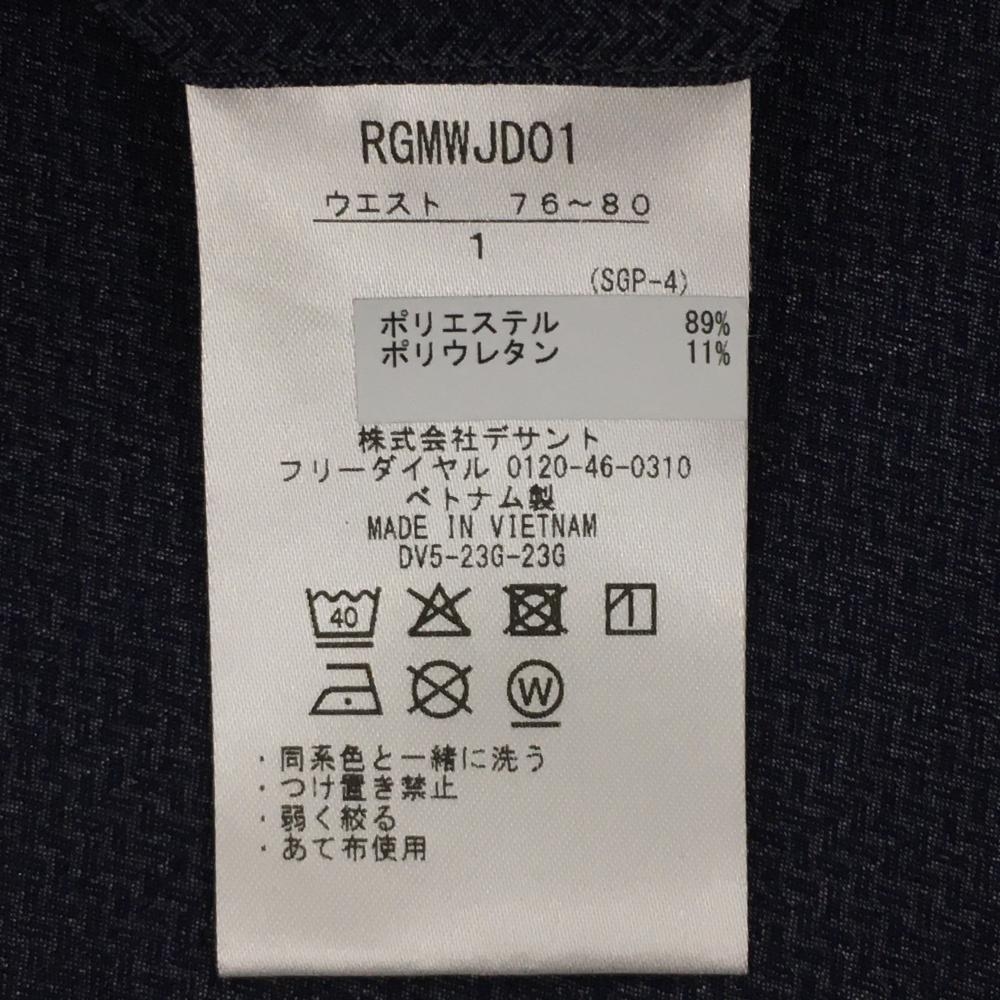 RGMWJD01
ウエスト 76～80
1
(SGP-4)
ポリエステル 89%
ポリウレタン 11%
株式会社デサント
フリーダイヤル 0120-46-0310
ベトナム製
MADE IN VIETNAM
DV5-23G-23G
40
W
・同系色と一緒に洗う
・つけ置き禁止
・弱く絞る
・あて布使用